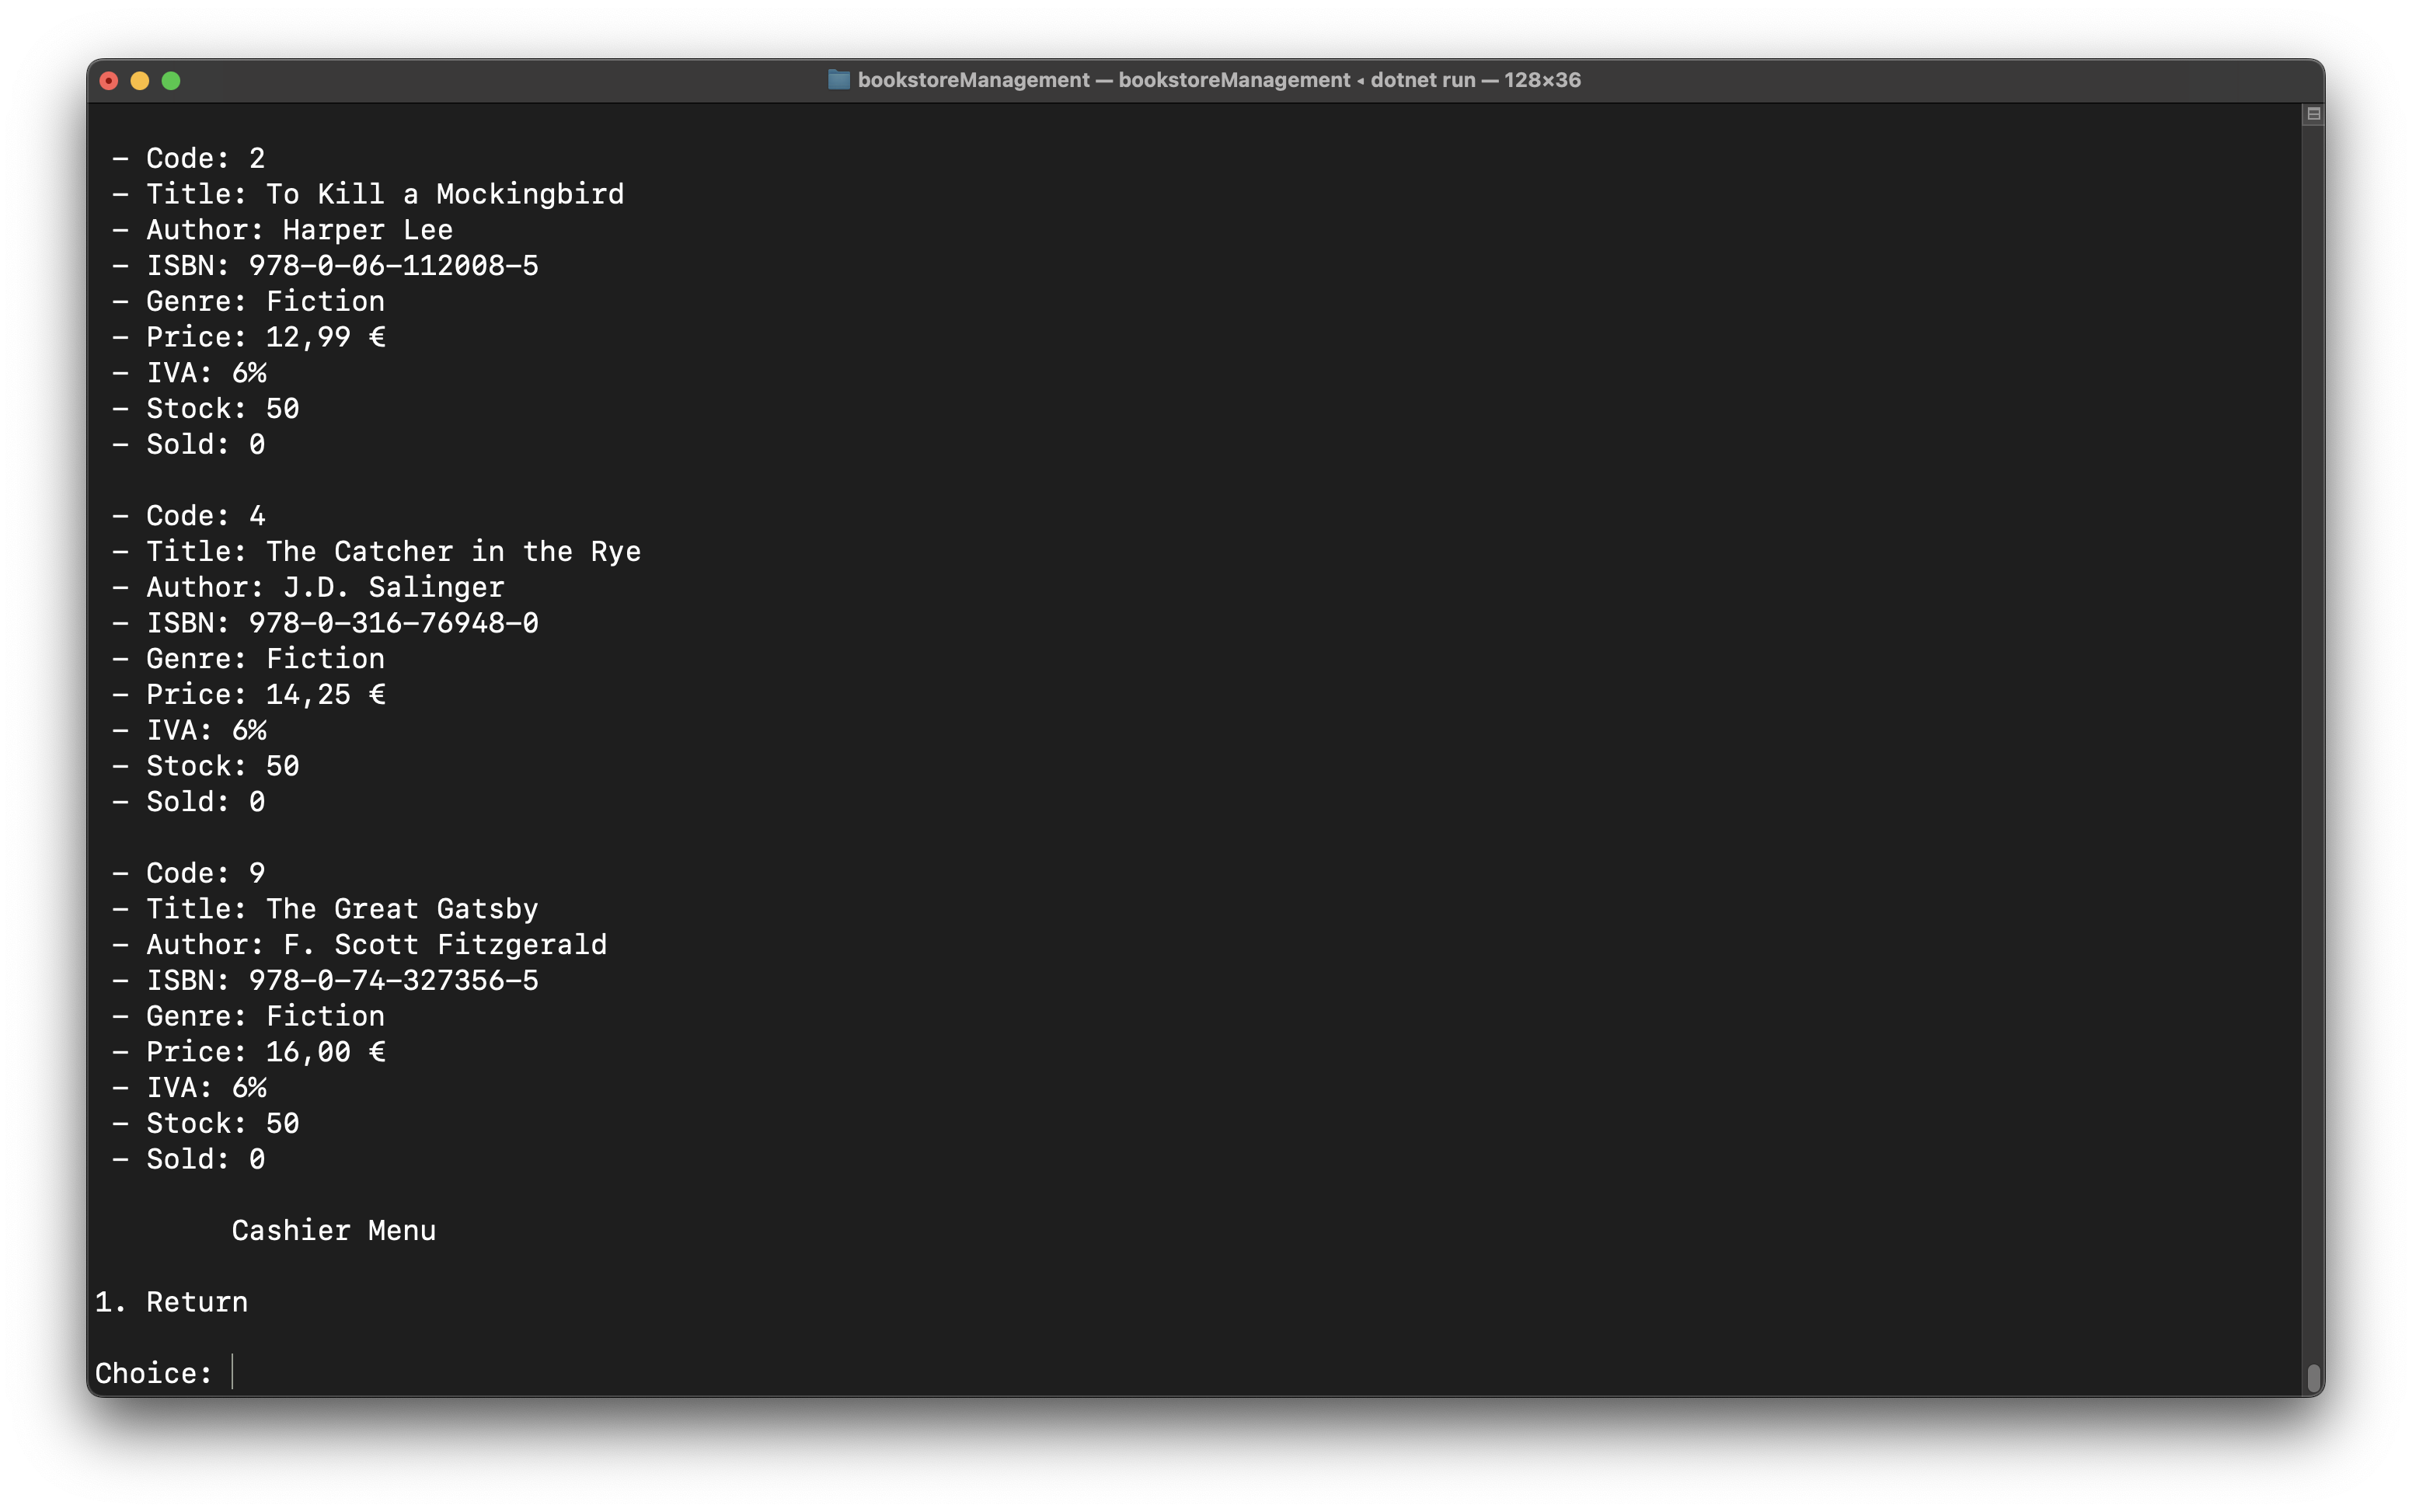 bookstoreManagement — bookstoreManagement ◂ dotnet run — 128×36
- Code: 2
- Title: To Kill a Mockingbird
- Author: Harper Lee
- ISBN: 978-0-06-112008-5
- Genre: Fiction
- Price: 12,99 €
- IVA: 6%
- Stock: 50
- Sold: 0
- Code: 4
- Title: The Catcher in the Rye
- Author: J.D. Salinger
- ISBN: 978-0-316-76948-0
- Genre: Fiction
- Price: 14,25 €
- IVA: 6%
- Stock: 50
- Sold: 0
- Code: 9
- Title: The Great Gatsby
- Author: F. Scott Fitzgerald
- ISBN: 978-0-74-327356-5
- Genre: Fiction
- Price: 16,00 €
- IVA: 6%
- Stock: 50
- Sold: 0
Cashier Menu
1. Return
Choice: